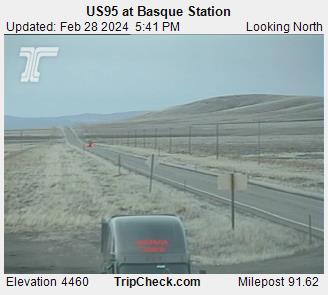 US95 at Basque Station
Updated: Feb 28 2024 5:41 PM Looking North
Elevation 4460 TripCheck.com Milepost 91.62